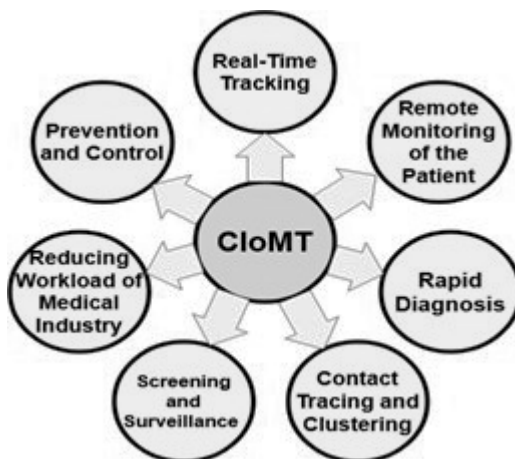 Real-Time
Tracking
Remote
Monitoring
of the
Patient
Rapid
Diagnosis
Contact
Tracing and
Clustering
Screening
and
Surveillance
Reducing
Workload of
Medical
Industry
Prevention
and Control
CIoMT